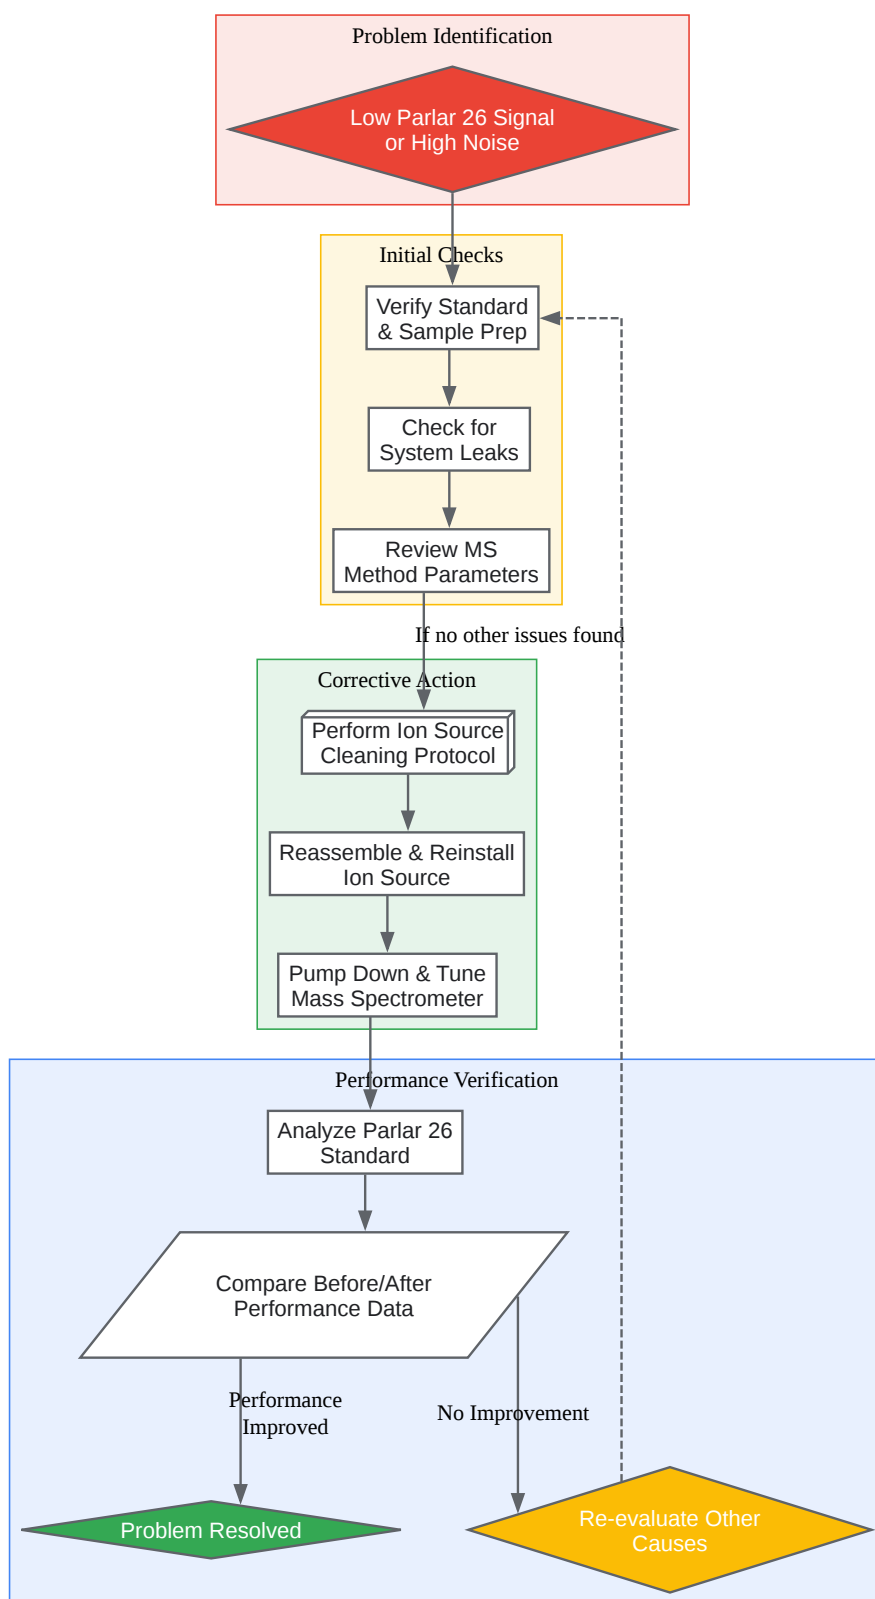 Problem Identification
Low Parlar 26 Signal
or High Noise
Initial Checks
Verify Standard
& Sample Prep
Check for
System Leaks
Review MS
Method Parameters
If no other issues found
Corrective Action
Perform Ion Source
Cleaning Protocol
Reassemble & Reinstall
Ion Source
Pump Down & Tune
Mass Spectrometer
Performance Verification
Analyze Parlar 26
Standard
Compare Before/After
Performance Data
Performance
Improved
No Improvement
Problem Resolved
Re-evaluate Other
Causes